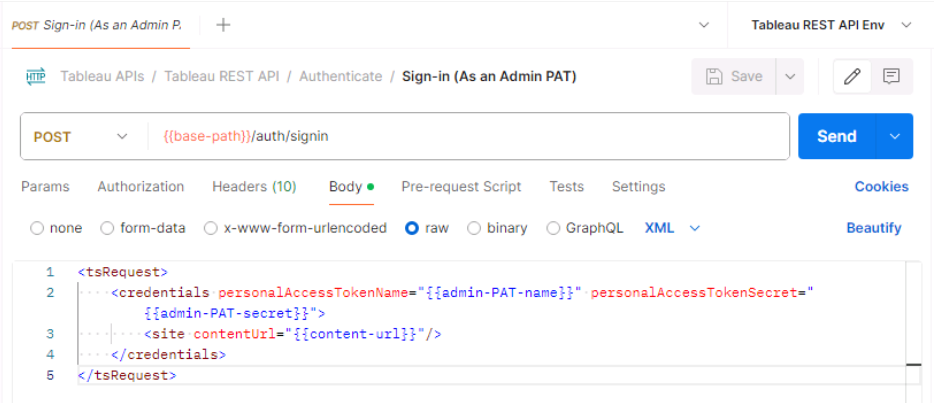 POST Sign-in (As an Admin P.
Tableau REST API Env
HTTP Tableau APIs / Tableau REST API / Authenticate / Sign-in (As an Admin PAT)
Save
POST {{base-path}}/auth/signin
Send
Params Authorization Headers (10) Body Pre-request Script Tests Settings Cookies
none form-data x-www-form-urlencoded raw binary GraphQL XML Beautify
1 <tsRequest>
2 <credentials personalAccessTokenName="{{admin-PAT-name}}" personalAccessTokenSecret="
{{admin-PAT-secret}}">
3 <site contentUrl="{{content-url}}"/>
4 </credentials>
5 </tsRequest>